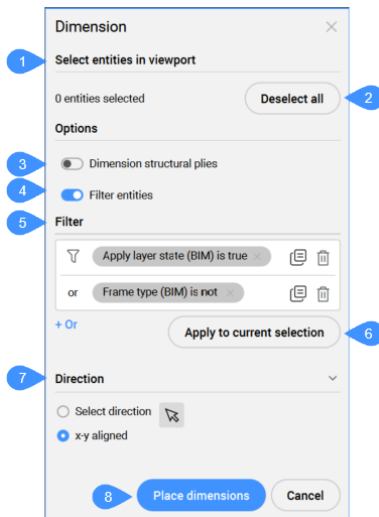 Dimension
1 Select entities in viewport
0 entities selected Deselect all 2
Options
3 Dimension structural plies
4 Filter entities
5 Filter
Apply layer state (BIM) is true ×
or Frame type (BIM) is not ×
+ Or Apply to current selection 6
7 Direction
Select direction
x-y aligned
8 Place dimensions Cancel